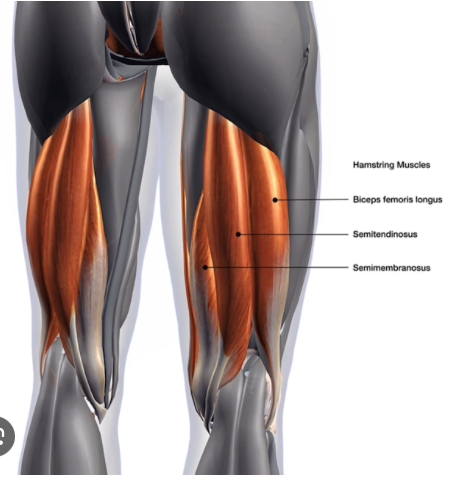 Hamstring Muscles
Biceps femoris longus
Semitendinosus
Semimembranosus